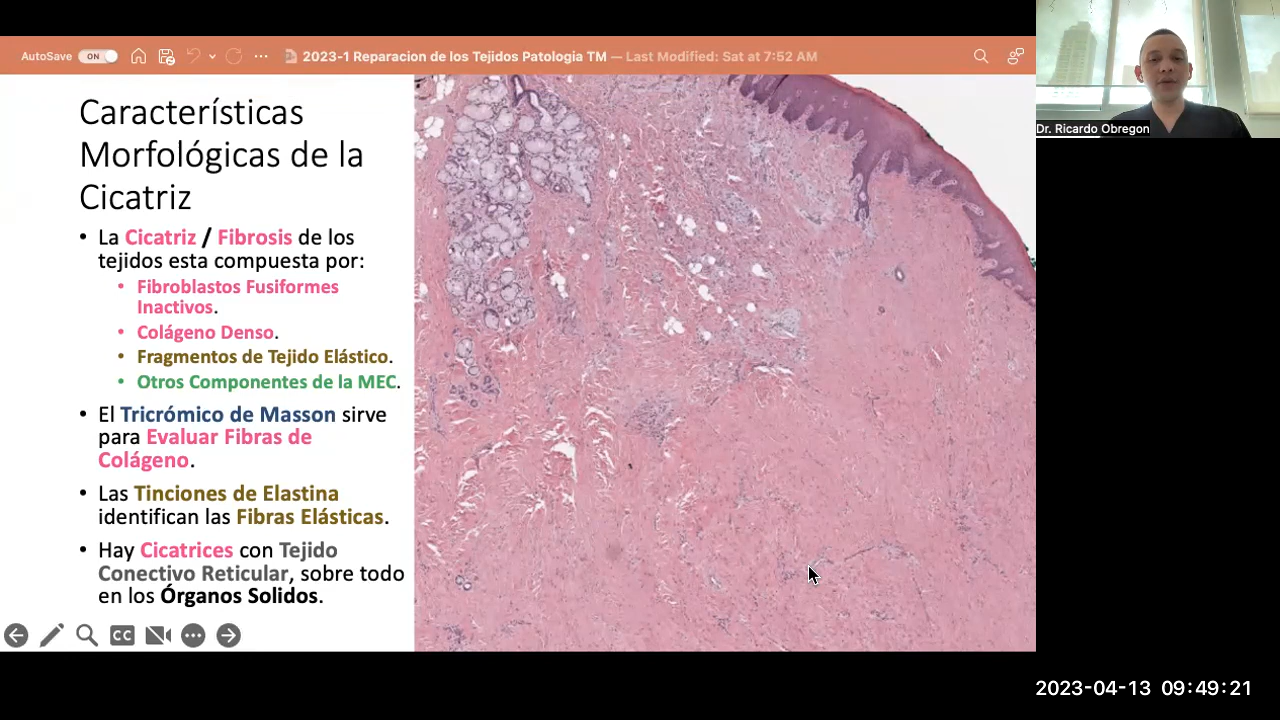 AutoSave ON 2023-1 Reparacion de los Tejidos Patologia TM — Last Modified: Sat at 7:52 AM
Dr. Ricardo Obregon
Características
Morfológicas de la
Cicatriz
• La Cicatriz / Fibrosis de los
tejidos esta compuesta por:
• Fibroblastos Fusiformes
Inactivos.
• Colágeno Denso.
• Fragmentos de Tejido Elástico.
• Otros Componentes de la MEC.
• El Tricrómico de Masson sirve
para Evaluar Fibras de
Colágeno.
• Las Tinciones de Elastina
identifican las Fibras Elásticas.
• Hay Cicatrices con Tejido
Conectivo Reticular, sobre todo
en los Órganos Solidos.
CC
2023-04-13 09:49:21